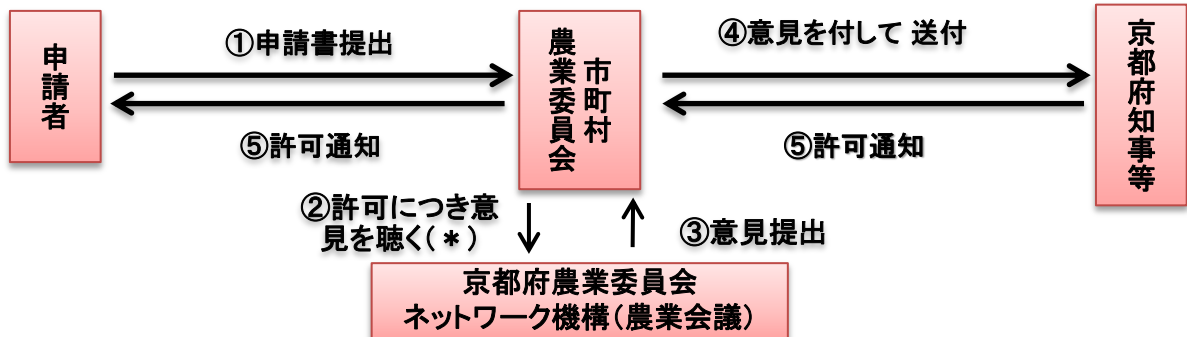 申請者
①申請書提出
⑤許可通知
市町村
農業委員会
④意見を付して 送付
⑤許可通知
京都府知事等
②許可につき意
見を聴く(*)
③意見提出
京都府農業委員会
ネットワーク機構(農業会議)